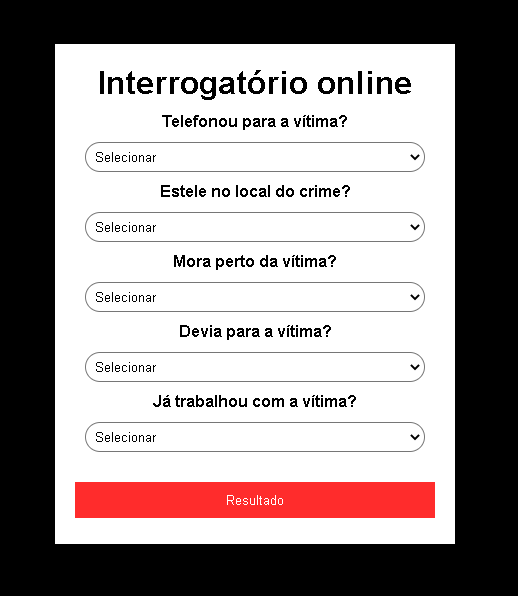 Interrogatório online
Telefonou para a vítima?
Selecionar
Estele no local do crime?
Selecionar
Mora perto da vítima?
Selecionar
Devia para a vítima?
Selecionar
Já trabalhou com a vítima?
Selecionar
Resultado